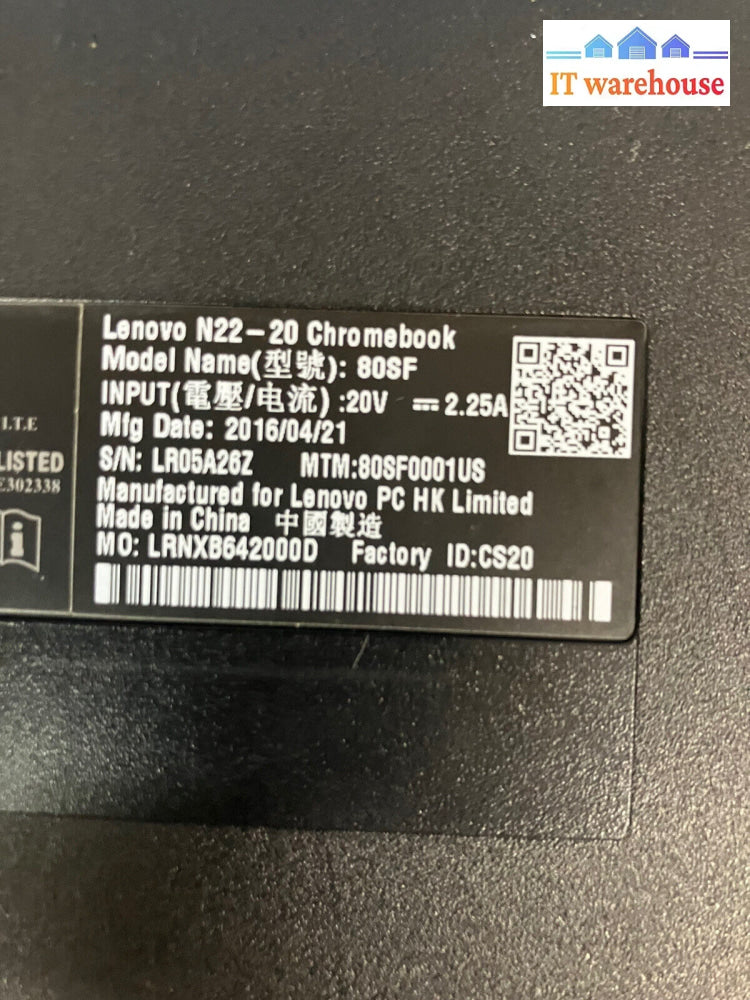 IT warehouse
Lenovo N22-20 Chromebook
Model Name(型號): 80SF
INPUT(電壓/电流) :20V ⎓ 2.25A
Mfg Date: 2016/04/21
S/N: LR05A26Z MTM:80SF0001US
Manufactured for Lenovo PC HK Limited
Made in China 中國製造
MO: LRNXB642000D Factory ID:CS20
I.T.E
LISTED
E302338